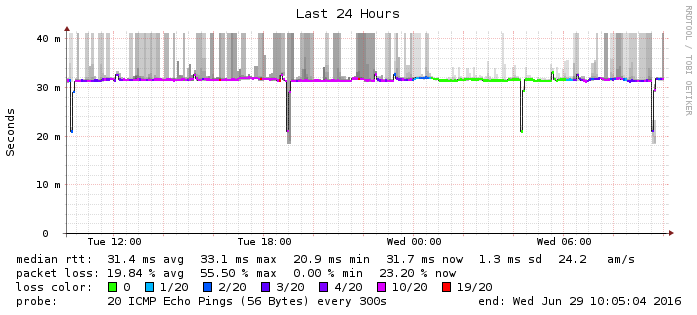 Last 24 Hours
RRDTOOL / TOBI OETIKER
Seconds
40 m
30 m
20 m
10 m
0
Tue 12:00 Tue 18:00 Wed 00:00 Wed 06:00
median rtt: 31.4 ms avg 33.1 ms max 20.9 ms min 31.7 ms now 1.3 ms sd 24.2 am/s
packet loss: 19.84 % avg 55.50 % max 0.00 % min 23.20 % now
loss color: 0 1/20 2/20 3/20 4/20 10/20 19/20
probe: 20 ICMP Echo Pings (56 Bytes) every 300s end: Wed Jun 29 10:05:04 2016